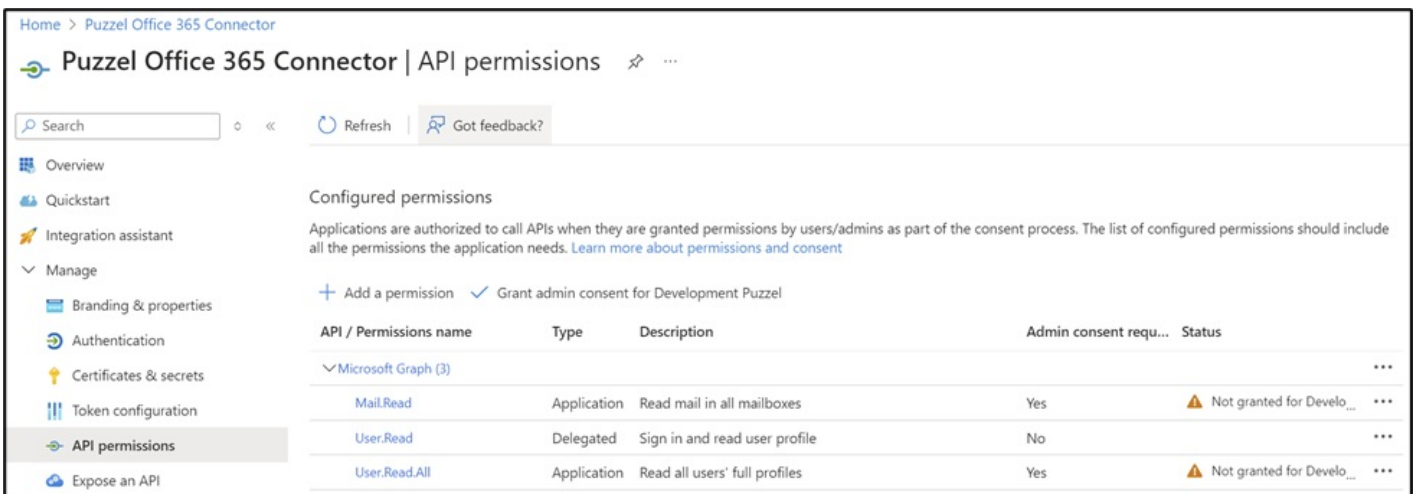 Home > Puzzel Office 365 Connector
Puzzel Office 365 Connector | API permissions ...
Search
Refresh Got feedback?
Overview
Quickstart
Integration assistant
Manage
Branding & properties
Authentication
Certificates & secrets
Token configuration
API permissions
Expose an API
Configured permissions
Applications are authorized to call APIs when they are granted permissions by users/admins as part of the consent process. The list of configured permissions should include
all the permissions the application needs. Learn more about permissions and consent
Add a permission Grant admin consent for Development Puzzel
API / Permissions name Type Description Admin consent requ... Status
Microsoft Graph (3)
Mail.Read Application Read mail in all mailboxes Yes Not granted for Develo...
User.Read Delegated Sign in and read user profile No
User.Read.All Application Read all users' full profiles Yes Not granted for Develo...